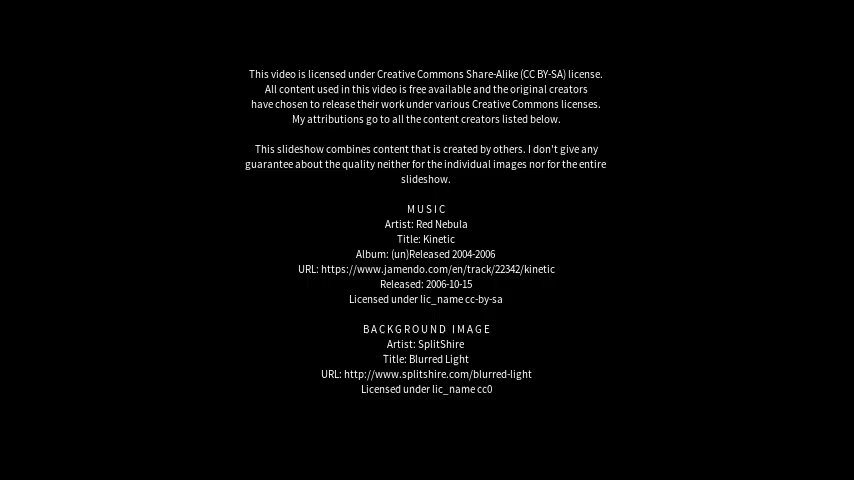 This video is licensed under Creative Commons Share-Alike (CC BY-SA) license.
All content used in this video is free available and the original creators
have chosen to release their work under various Creative Commons licenses.
My attributions go to all the content creators listed below.
This slideshow combines content that is created by others. I don't give any
guarantee about the quality neither for the individual images nor for the entire
slideshow.
MUSIC
Artist: Red Nebula
Title: Kinetic
Album: (un)Released 2004-2006
URL: https://www.jamendo.com/en/track/22342/kinetic
Released: 2006-10-15
Licensed under lic_name cc-by-sa
BACKGROUND IMAGE
Artist: SplitShire
Title: Blurred Light
URL: http://www.splitshire.com/blurred-light
Licensed under lic_name cc0